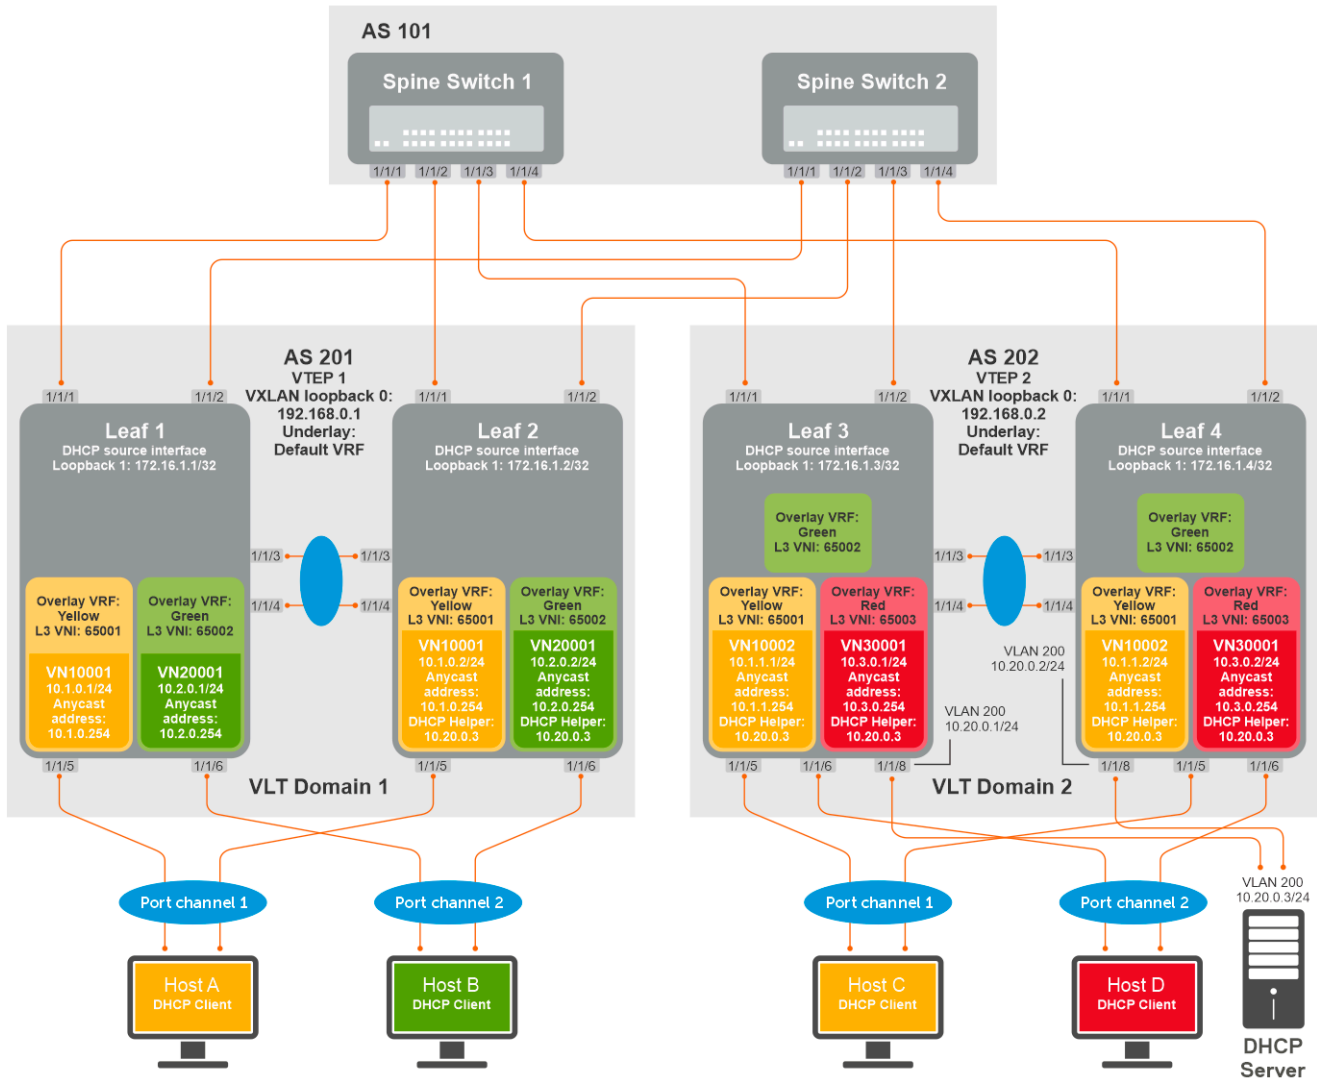 AS 101
Spine Switch 1
Spine Switch 2
1/1/1
1/1/2
1/1/3
1/1/4
1/1/1
1/1/2
1/1/3
1/1/4
AS 201
VTEP 1
VXLAN loopback 0:
192.168.0.1
Underlay:
Default VRF
1/1/1
1/1/2
1/1/1
1/1/2
Leaf 1
DHCP source interface
Loopback 1: 172.16.1.1/32
Leaf 2
DHCP source interface
Loopback 1: 172.16.1.2/32
1/1/3
1/1/3
1/1/4
1/1/4
Overlay VRF:
Yellow
L3 VNI: 65001
VN10001
10.1.0.1/24
Anycast
address:
10.1.0.254
Overlay VRF:
Green
L3 VNI: 65002
VN20001
10.2.0.1/24
Anycast
address:
10.2.0.254
Overlay VRF:
Yellow
L3 VNI: 65001
VN10001
10.1.0.2/24
Anycast
address:
10.1.0.254
DHCP Helper:
10.20.0.3
Overlay VRF:
Green
L3 VNI: 65002
VN20001
10.2.0.2/24
Anycast
address:
10.2.0.254
DHCP Helper:
10.20.0.3
1/1/5
1/1/6
1/1/5
1/1/6
VLT Domain 1
AS 202
VTEP 2
VXLAN loopback 0:
192.168.0.2
Underlay:
Default VRF
1/1/1
1/1/2
1/1/1
1/1/2
Leaf 3
DHCP source interface
Loopback 1: 172.16.1.3/32
Leaf 4
DHCP source interface
Loopback 1: 172.16.1.4/32
Overlay VRF:
Green
L3 VNI: 65002
Overlay VRF:
Green
L3 VNI: 65002
1/1/3
1/1/3
1/1/4
1/1/4
Overlay VRF:
Yellow
L3 VNI: 65001
VN10002
10.1.1.1/24
Anycast
address:
10.1.1.254
DHCP Helper:
10.20.0.3
Overlay VRF:
Red
L3 VNI: 65003
VN30001
10.3.0.1/24
Anycast
address:
10.3.0.254
DHCP Helper:
10.20.0.3
VLAN 200
10.20.0.2/24
VLAN 200
10.20.0.1/24
Overlay VRF:
Yellow
L3 VNI: 65001
VN10002
10.1.1.2/24
Anycast
address:
10.1.1.254
DHCP Helper:
10.20.0.3
Overlay VRF:
Red
L3 VNI: 65003
VN30001
10.3.0.2/24
Anycast
address:
10.3.0.254
DHCP Helper:
10.20.0.3
1/1/5
1/1/6
1/1/8
1/1/8
1/1/5
1/1/6
VLT Domain 2
Port channel 1
Port channel 2
Port channel 1
Port channel 2
VLAN 200
10.20.0.3/24
Host A
DHCP Client
Host B
DHCP Client
Host C
DHCP Client
Host D
DHCP Client
DHCP
Server